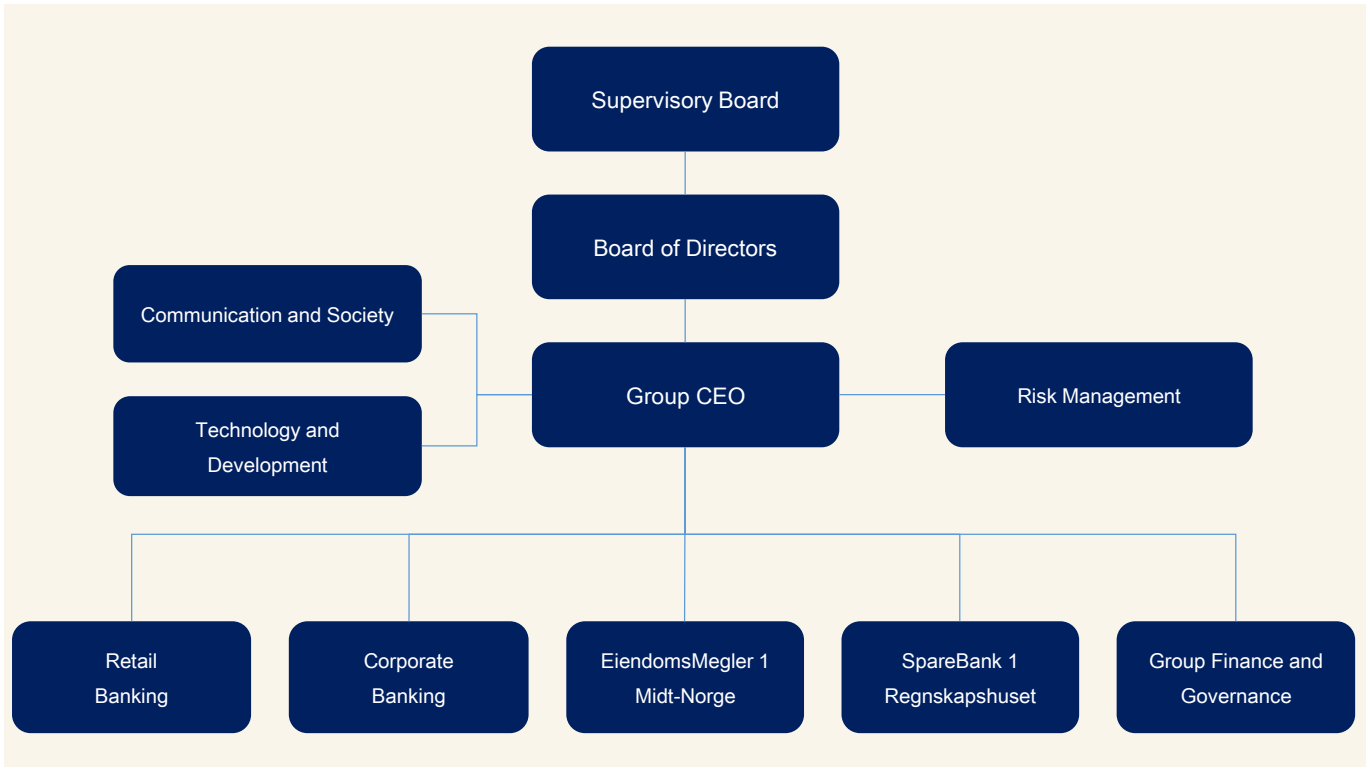 Supervisory Board
Board of Directors
Communication and Society
Group CEO
Risk Management
Technology and
Development
Retail
Banking
Corporate
Banking
EiendomsMegler 1
Midt-Norge
SpareBank 1
Regnskapshuset
Group Finance and
Governance